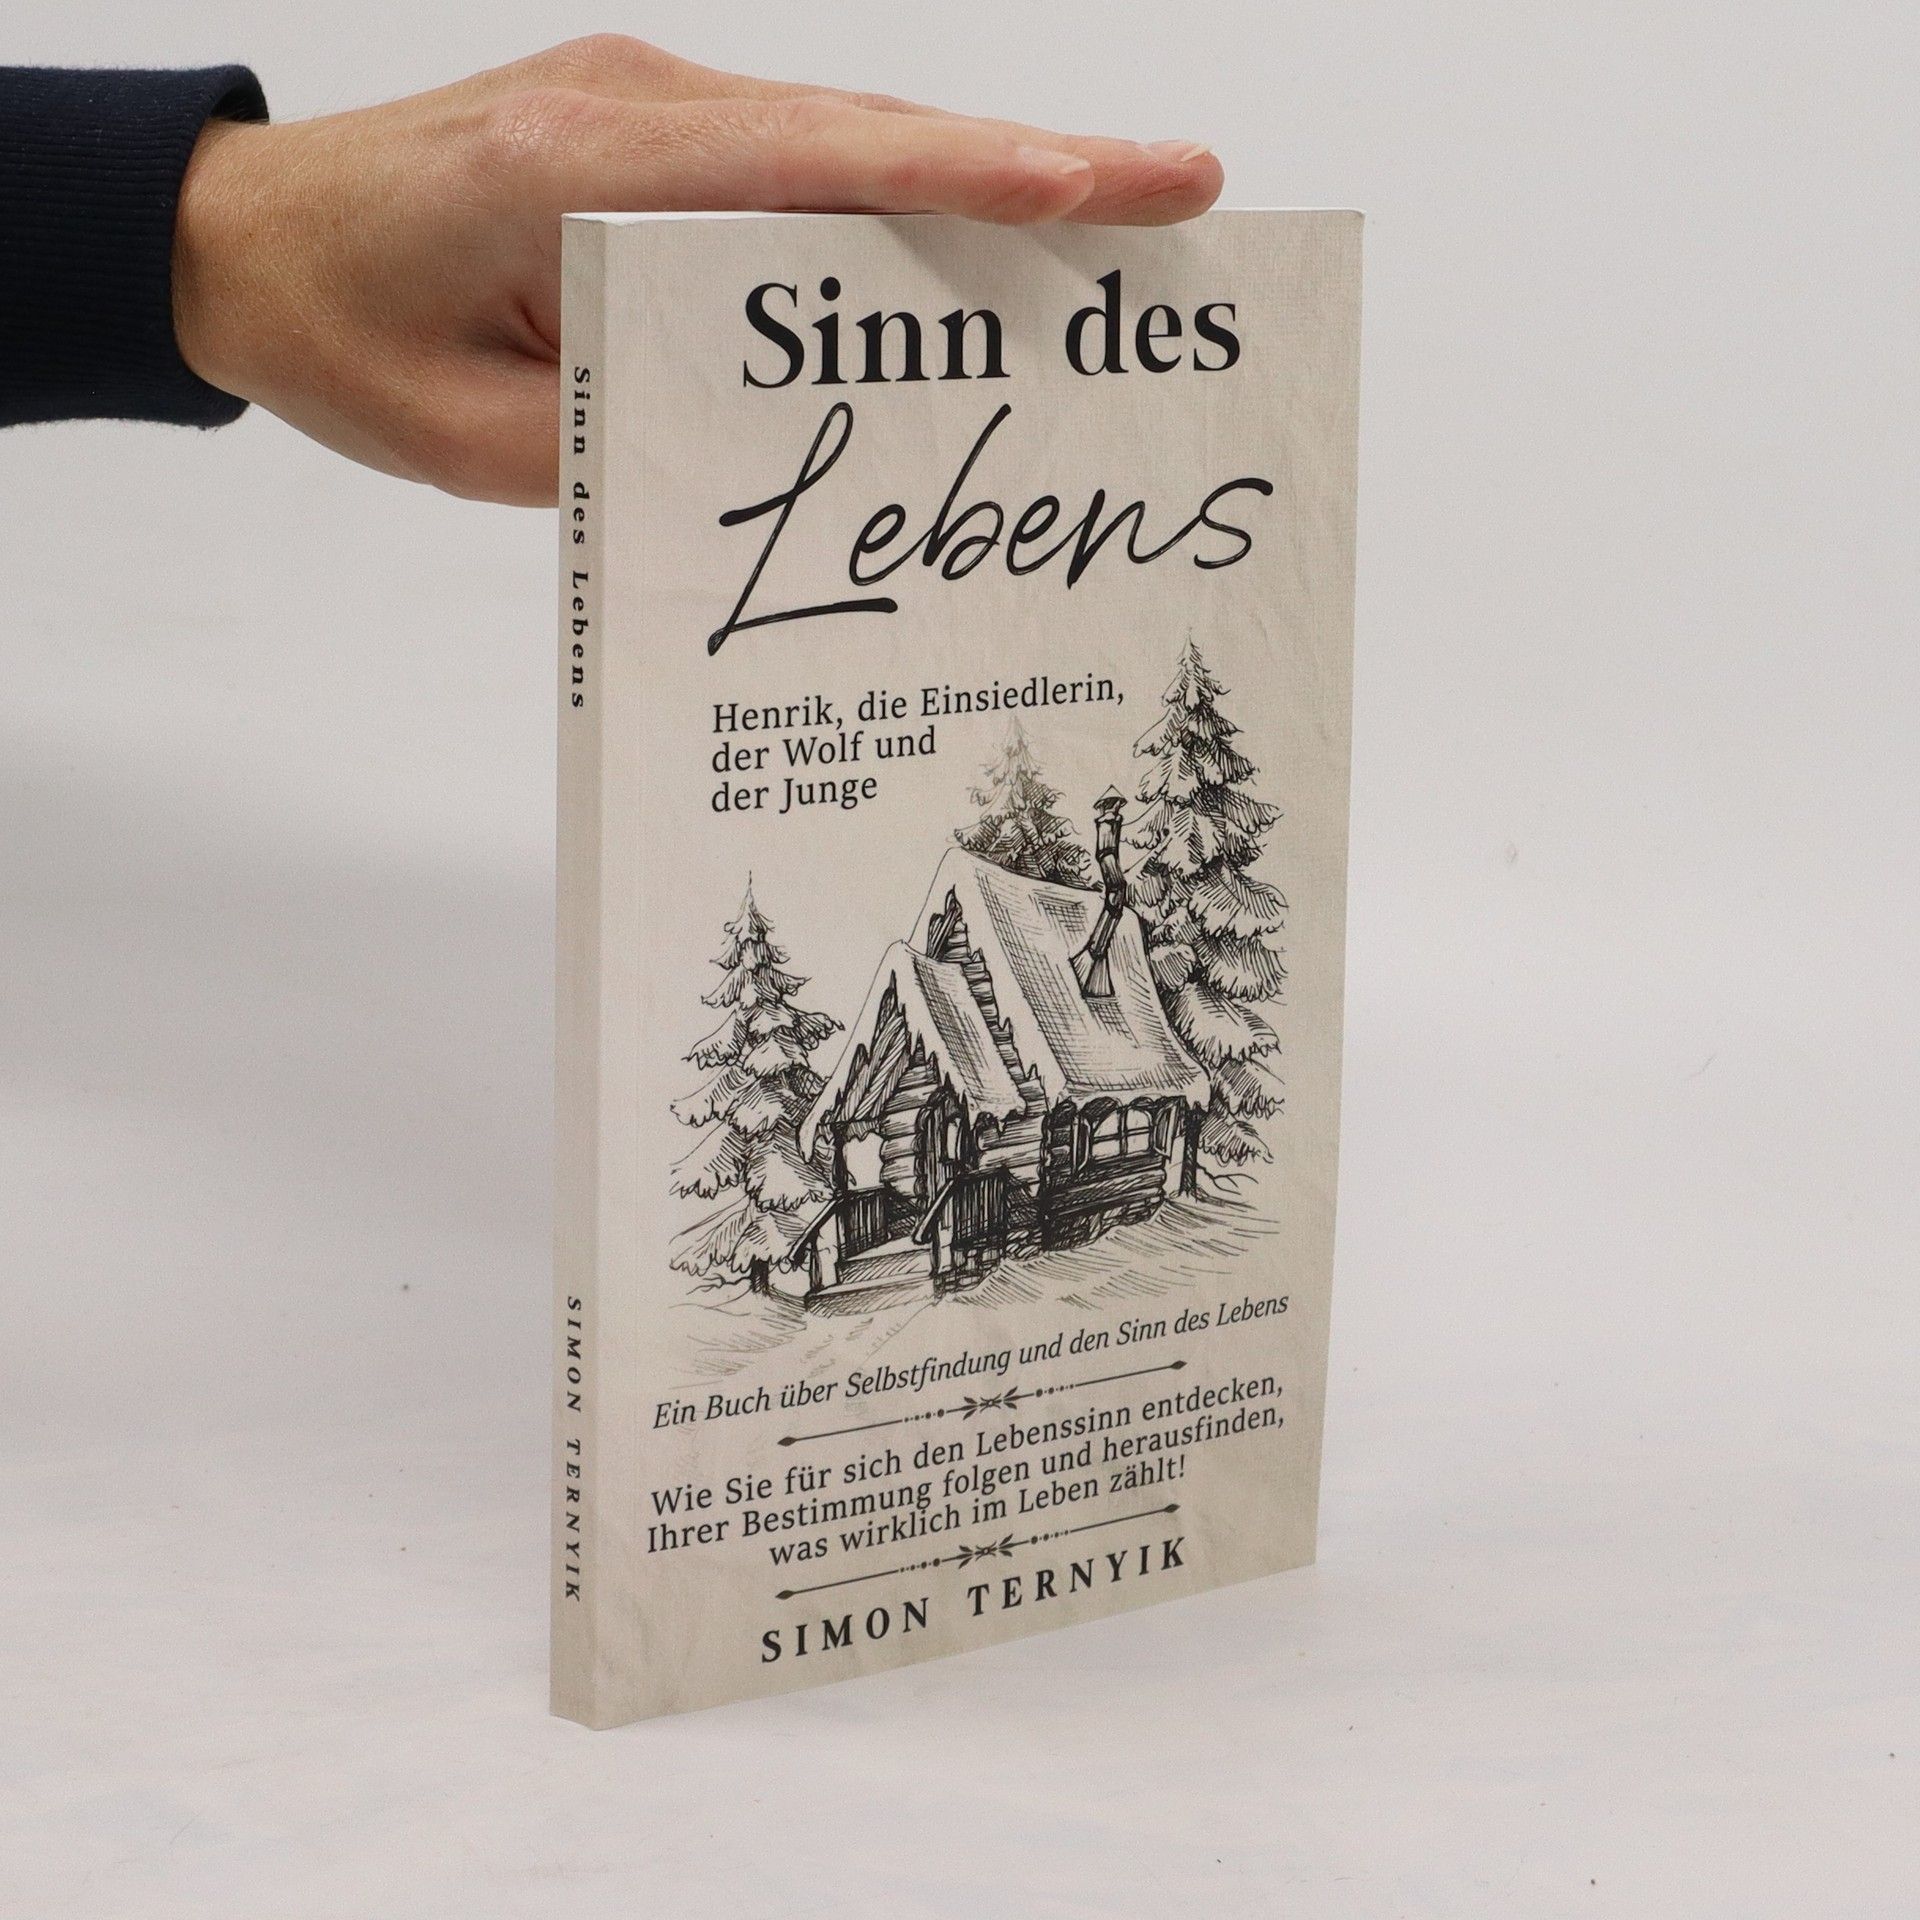 Sinn des
Lebens
Henrik, die Einsiedlerin,
der Wolf und
der Junge
Ein Buch über Selbstfindung und den Sinn des Lebens
Wie Sie für sich den Lebenssinn entdecken,
Ihrer Bestimmung folgen und herausfinden,
was wirklich im Leben zählt!
SIMON TERNYIK
Sinn des Lebens
SIMON TERNYIK